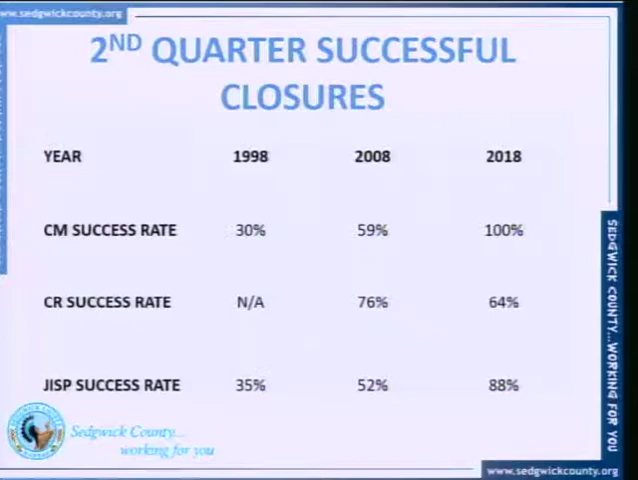 www.sedgwickcounty.org
2ND QUARTER SUCCESSFUL
CLOSURES
YEAR 1998 2008 2018
CM SUCCESS RATE 30% 59% 100%
CR SUCCESS RATE N/A 76% 64%
JISP SUCCESS RATE 35% 52% 88%
Sedgwick County...
working for you
SEDGWICK COUNTY...WORKING FOR YOU
www.sedgwickcounty.org